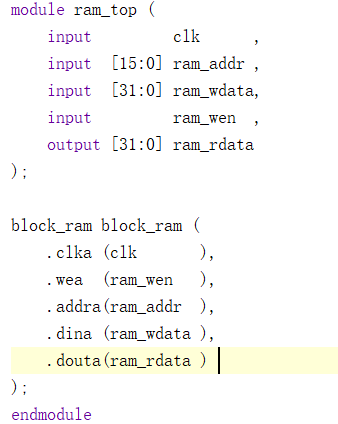 module ram_top (
    input        clk     ,
    input  [15:0] ram_addr ,
    input  [31:0] ram_wdata,
    input        ram_wen  ,
    output [31:0] ram_rdata
);

block_ram block_ram (
    .clka (clk      ),
    .wea  (ram_wen   ),
    .addra(ram_addr  ),
    .dina (ram_wdata ),
    .douta(ram_rdata )
);
endmodule